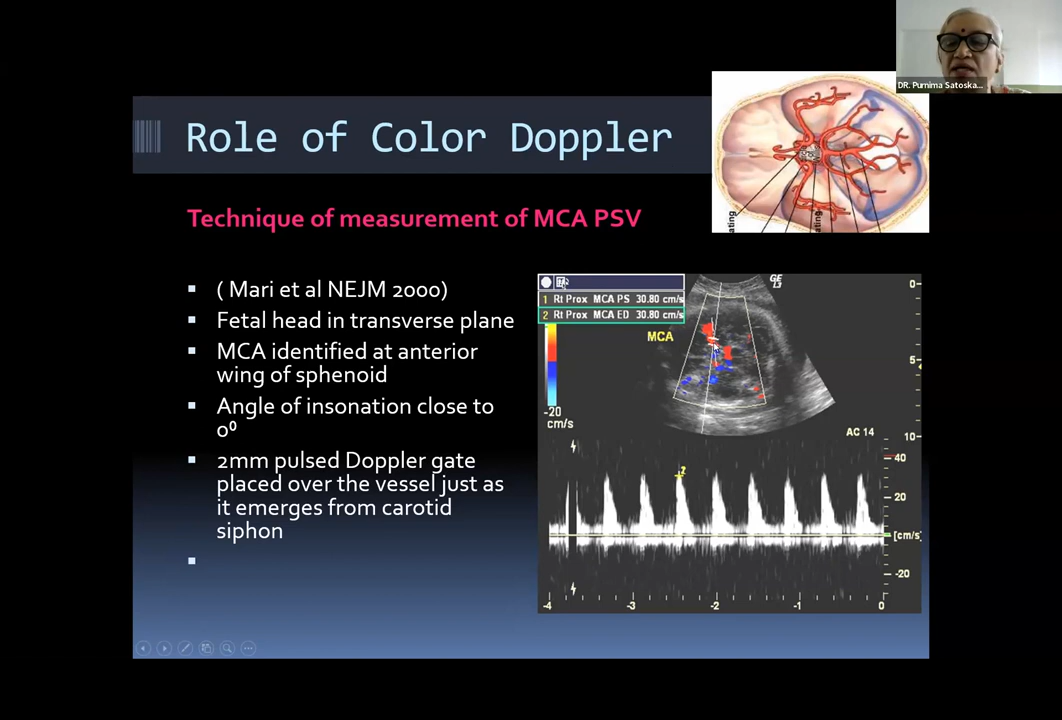 DR. Purnima Satoska...
Role of Color Doppler
Technique of measurement of MCA PSV
( Mari et al NEJM 2000)
Fetal head in transverse plane
MCA identified at anterior
wing of sphenoid
Angle of insonation close to
0⁰
2mm pulsed Doppler gate
placed over the vessel just as
it emerges from carotid
siphon
1 Rt Prox MCA PS 30.80 cm/s
2 Rt Prox MCA ED 30.80 cm/s
GE
MCA
-20
cm/s
0-
5-
10-
AC 14
2
40
20
[cm/s]
-20
-4 -3 -2 -1 0